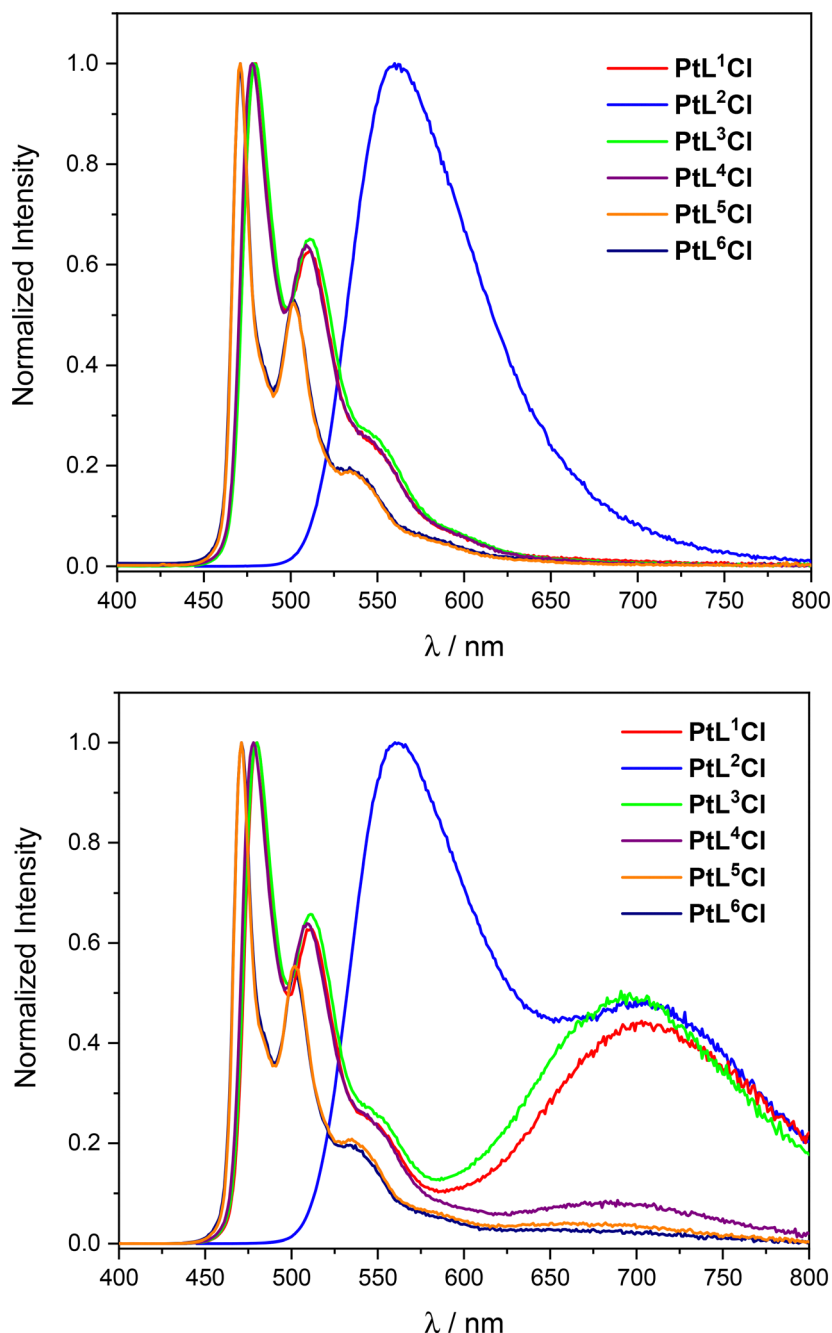 PtL¹Cl
PtL²Cl
PtL³Cl
PtL⁴Cl
PtL⁵Cl
PtL⁶Cl
Normalized Intensity
1.0
0.8
0.6
0.4
0.2
0.0
400 450 500 550 600 650 700 750 800
λ / nm
PtL¹Cl
PtL²Cl
PtL³Cl
PtL⁴Cl
PtL⁵Cl
PtL⁶Cl
Normalized Intensity
1.0
0.8
0.6
0.4
0.2
0.0
400 450 500 550 600 650 700 750 800
λ / nm